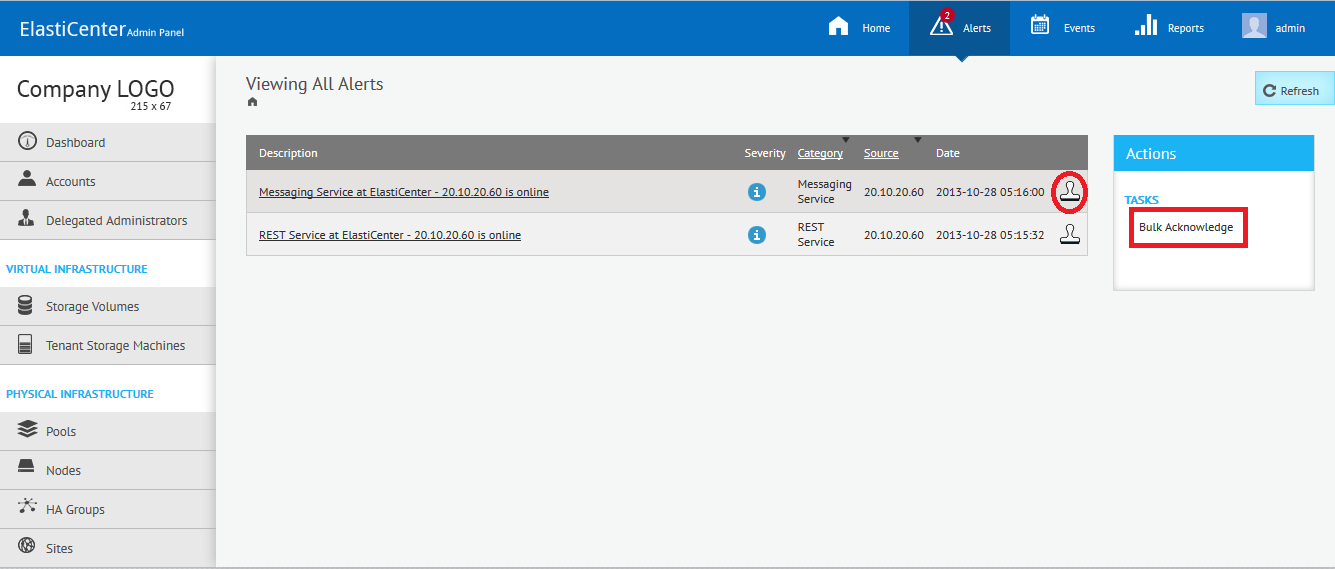 ElastiCenter Admin Panel
Home
2
Alerts
Events
Reports
admin
Company LOGO
215 x 67
Dashboard
Accounts
Delegated Administrators
VIRTUAL INFRASTRUCTURE
Storage Volumes
Tenant Storage Machines
PHYSICAL INFRASTRUCTURE
Pools
Nodes
HA Groups
Sites
Viewing All Alerts
Refresh
Description Severity Category Source Date
Messaging Service at ElastiCenter - 20.10.20.60 is online Messaging Service 20.10.20.60 2013-10-28 05:16:00
REST Service at ElastiCenter - 20.10.20.60 is online REST Service 20.10.20.60 2013-10-28 05:15:32
Actions
TASKS
Bulk Acknowledge